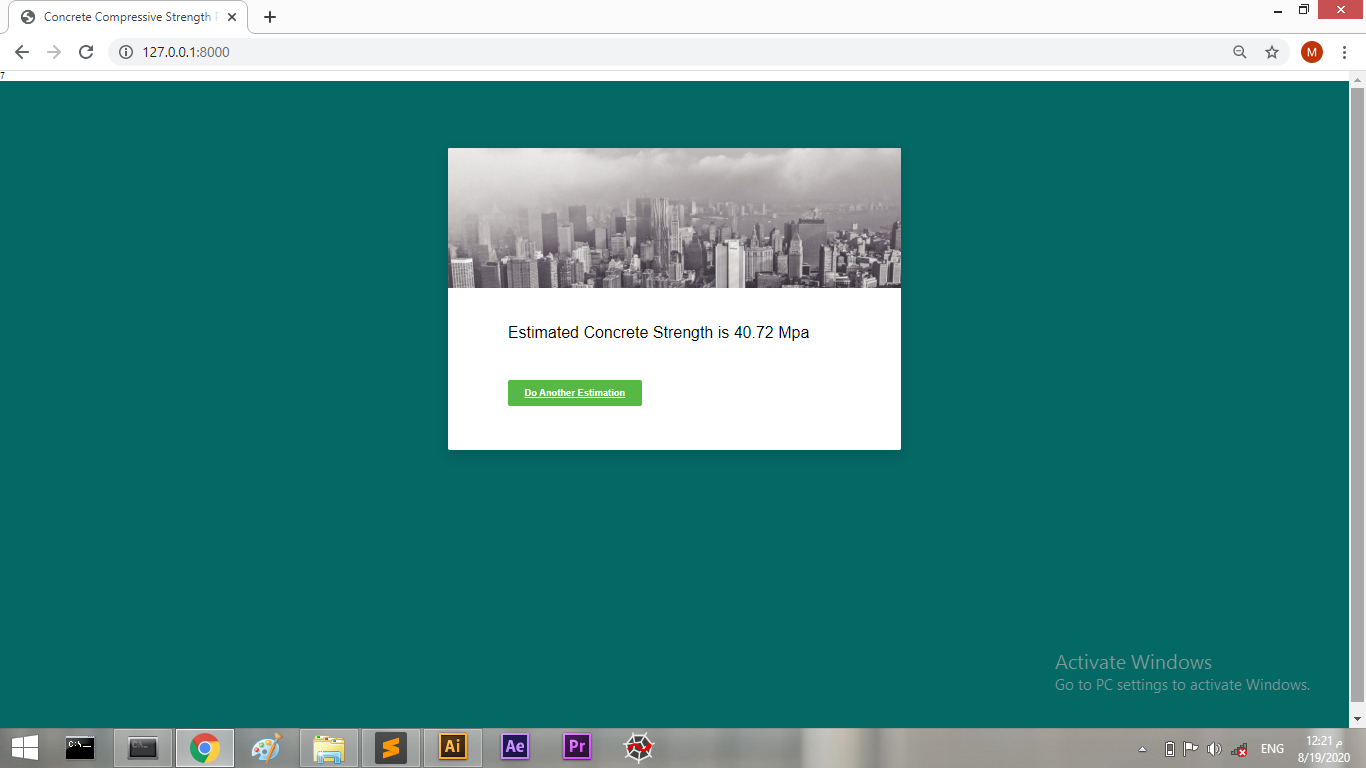 Concrete Compressive Strength
127.0.0.1:8000
M
7
Estimated Concrete Strength is 40.72 Mpa
Do Another Estimation
Activate Windows
Go to PC settings to activate Windows.
C:\_
C:\_
Ai
Ae
Pr
ENG
12:21 م
8/19/2020